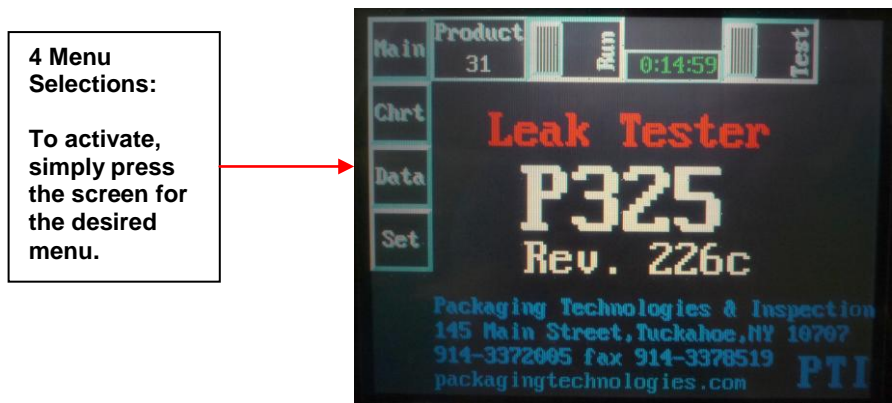 4 Menu
Selections:
To activate,
simply press
the screen for
the desired
menu.
Main
Product
31
Run
0:14:59
Test
Chrt
Data
Set
Leak Tester
P325
Rev. 226c
Packaging Technologies & Inspection
145 Main Street,Tuckahoe,NY 10707
914-3372005 fax 914-3378519
packagingtechnologies.com
PTI